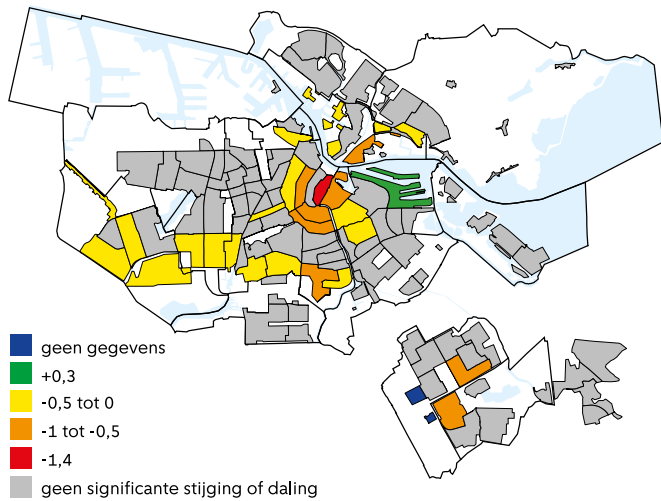 geen gegevens
+0,3
-0,5 tot 0
-1 tot -0,5
-1,4
geen significante stijging of daling